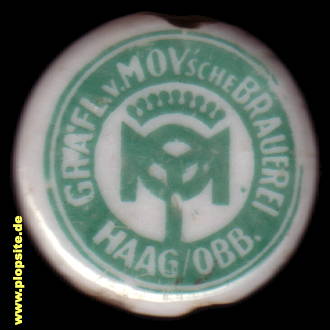 GRÄFL. v. MOY'sche BRAUEREI
HAAG/OBB.
www.plopsite.de